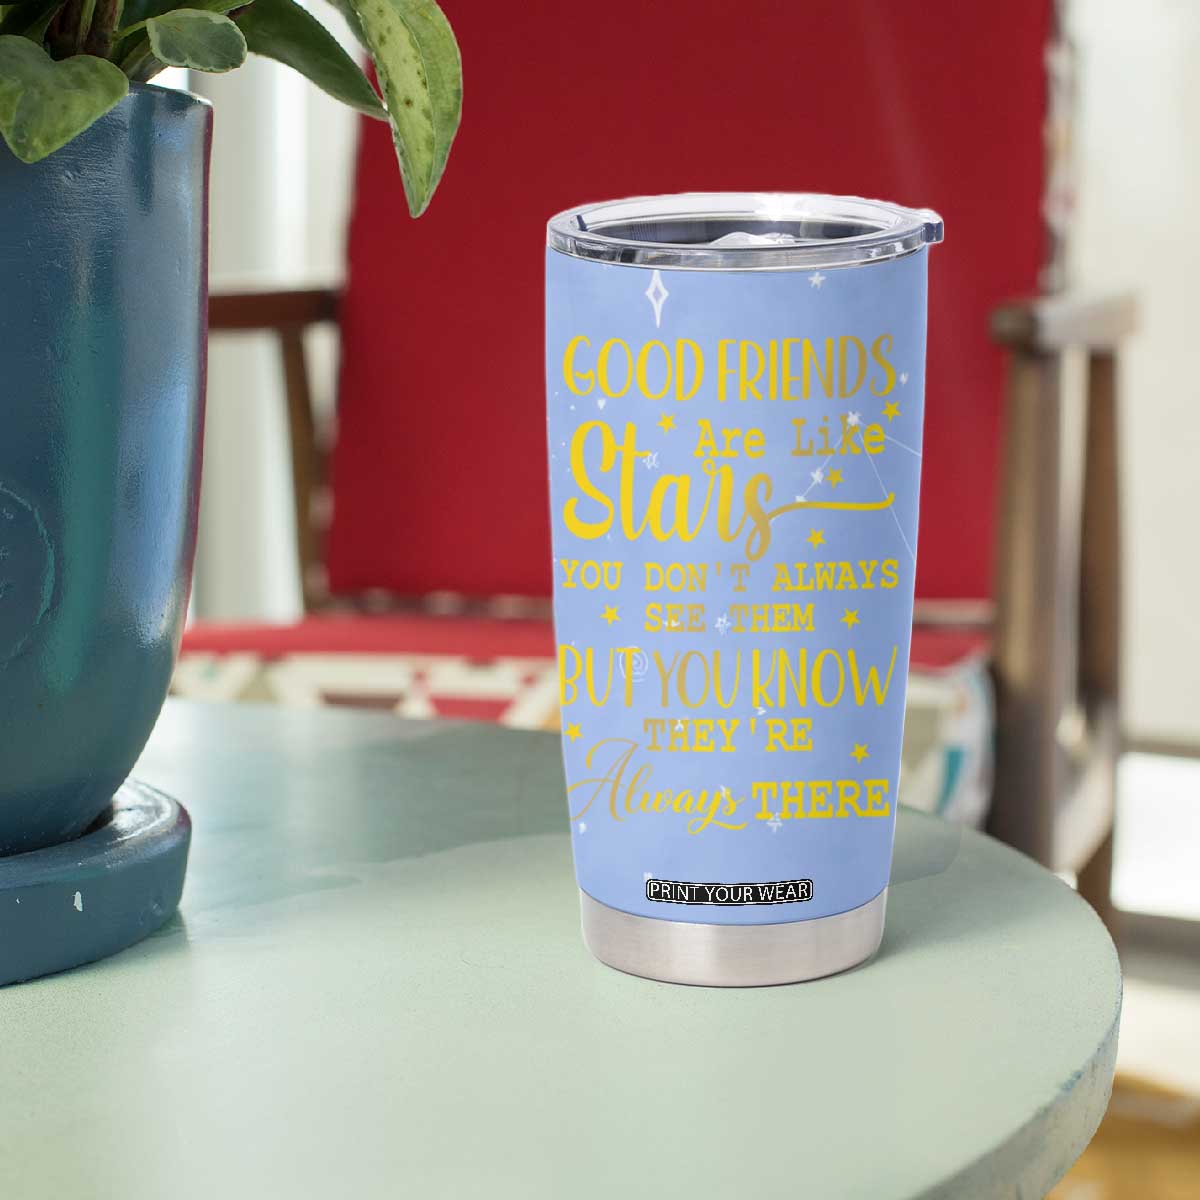 GOOD FRIENDS
Are Like
Stars
YOU DON'T ALWAYS
SEE THEM
BUT YOU KNOW
THEY'RE
Always THERE
PRINT YOUR WEAR